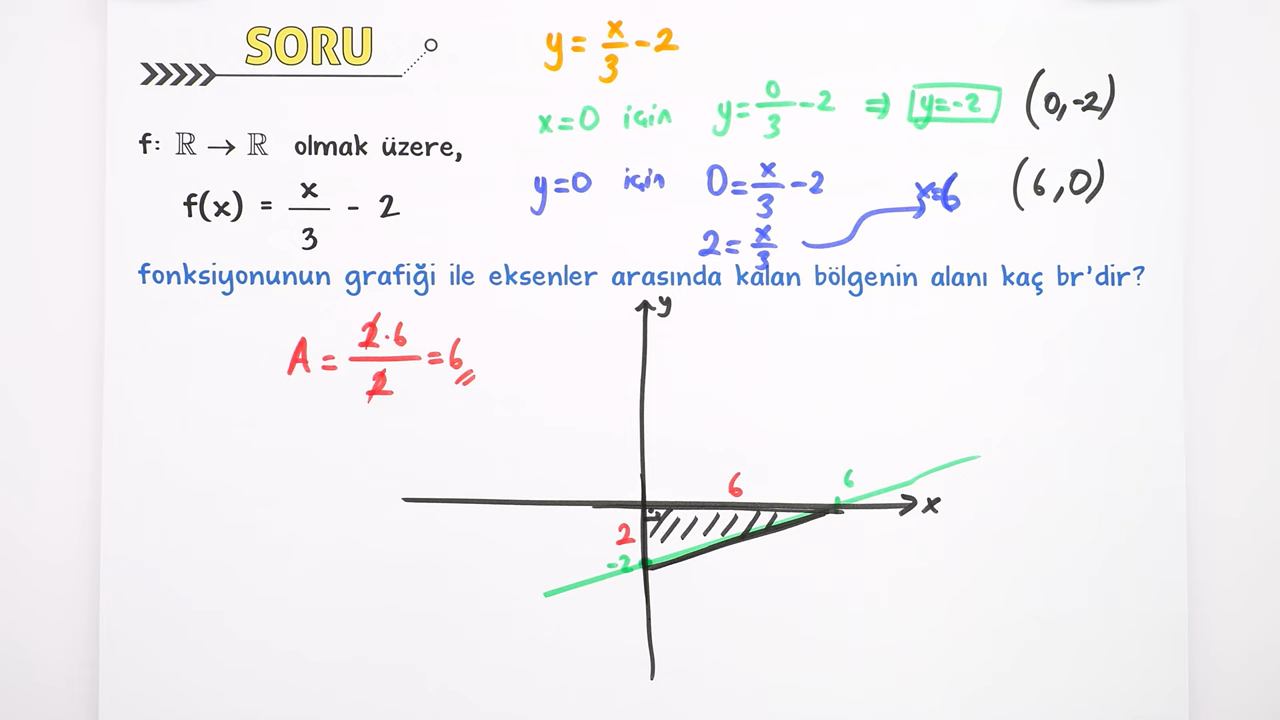 SORU
f: ℝ → ℝ olmak üzere,
f(x) = x/3 - 2
y = x/3 - 2
x=0 için y = 0/3 - 2 ⇒ y=-2 (0,-2)
y=0 için 0 = x/3 - 2 x=6 (6,0)
2 = x/3
fonksiyonunun grafiği ile eksenler arasında kalan bölgenin alanı kaç br'dir?
A = 2·6/2 = 6
y
6
6
x
2
-2